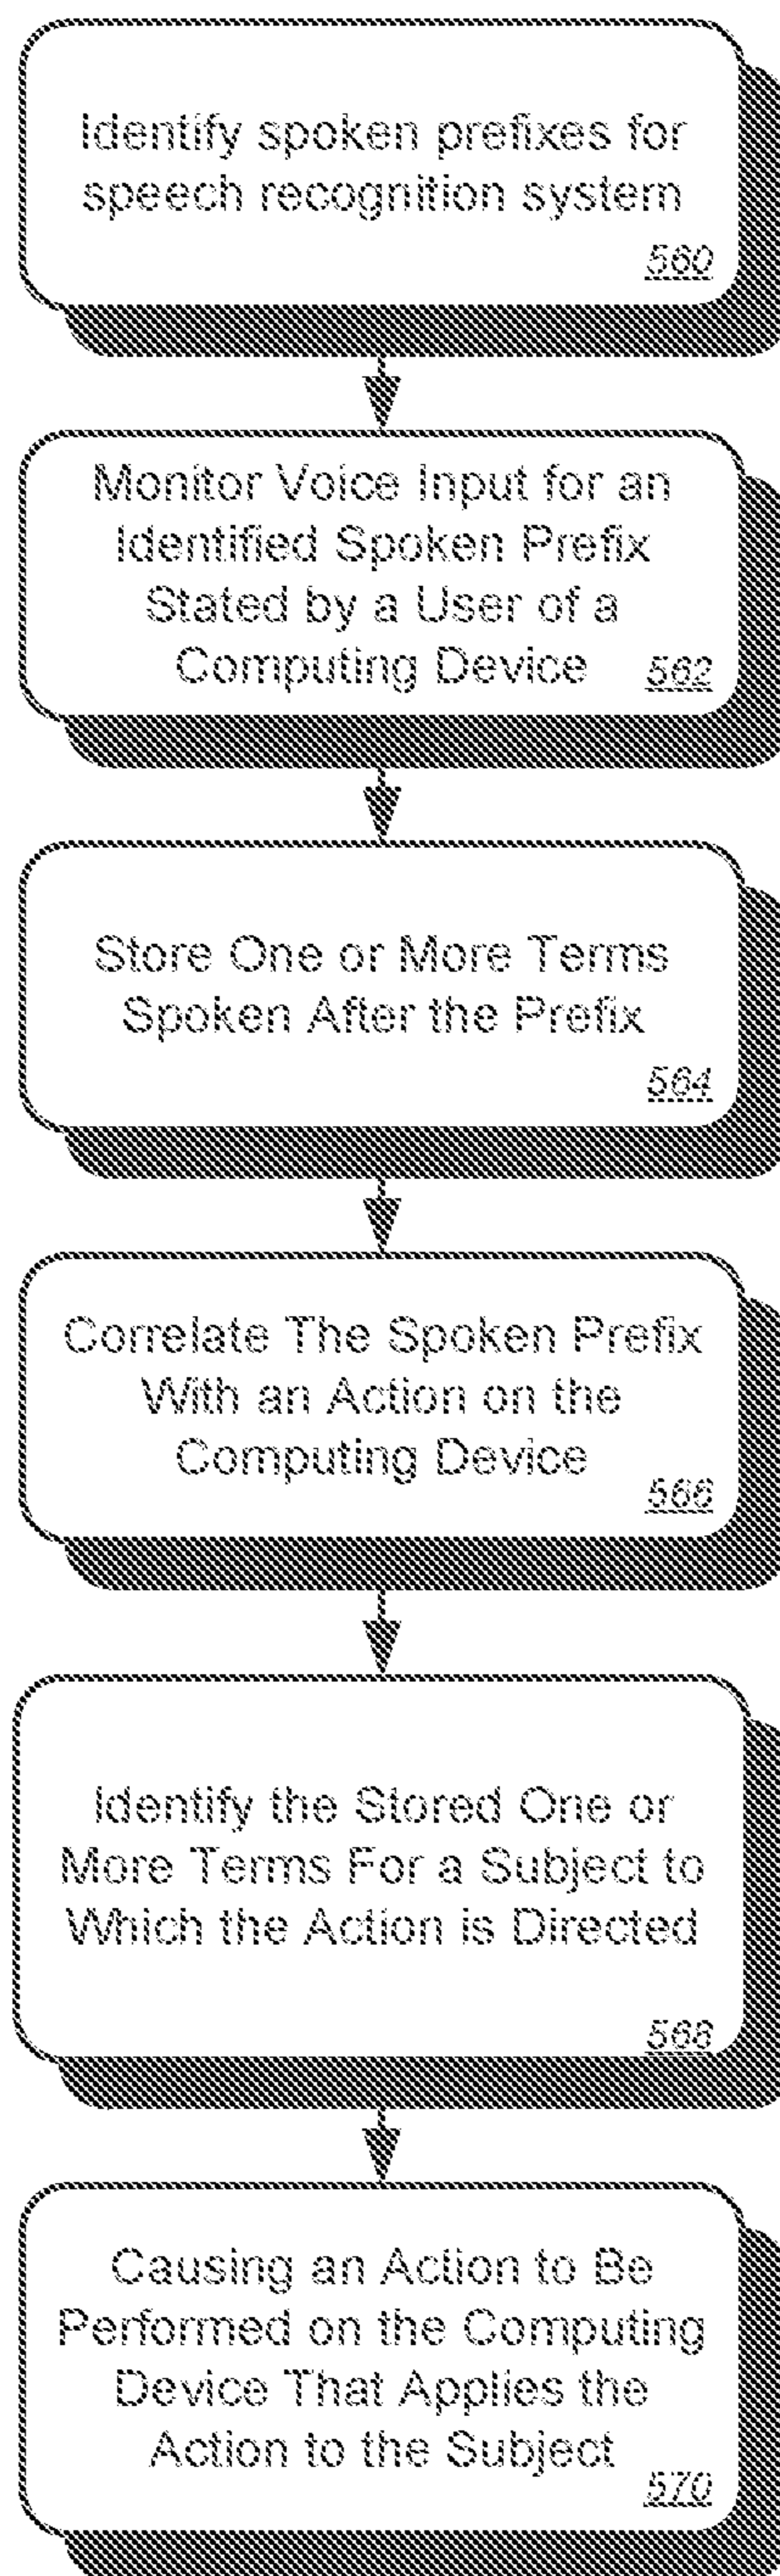 Identify spoken prefixes for
speech recognition system
560
Monitor Voice Input for an
Identified Spoken Prefix
Stated by a User of a
Computing Device 562
Store One or More Terms
Spoken After the Prefix
564
Correlate The Spoken Prefix
With an Action on the
Computing Device
566
Identify the Stored One or
More Terms For a Subject to
Which the Action is Directed
568
Causing an Action to Be
Performed on the Computing
Device That Applies the
Action to the Subject
570